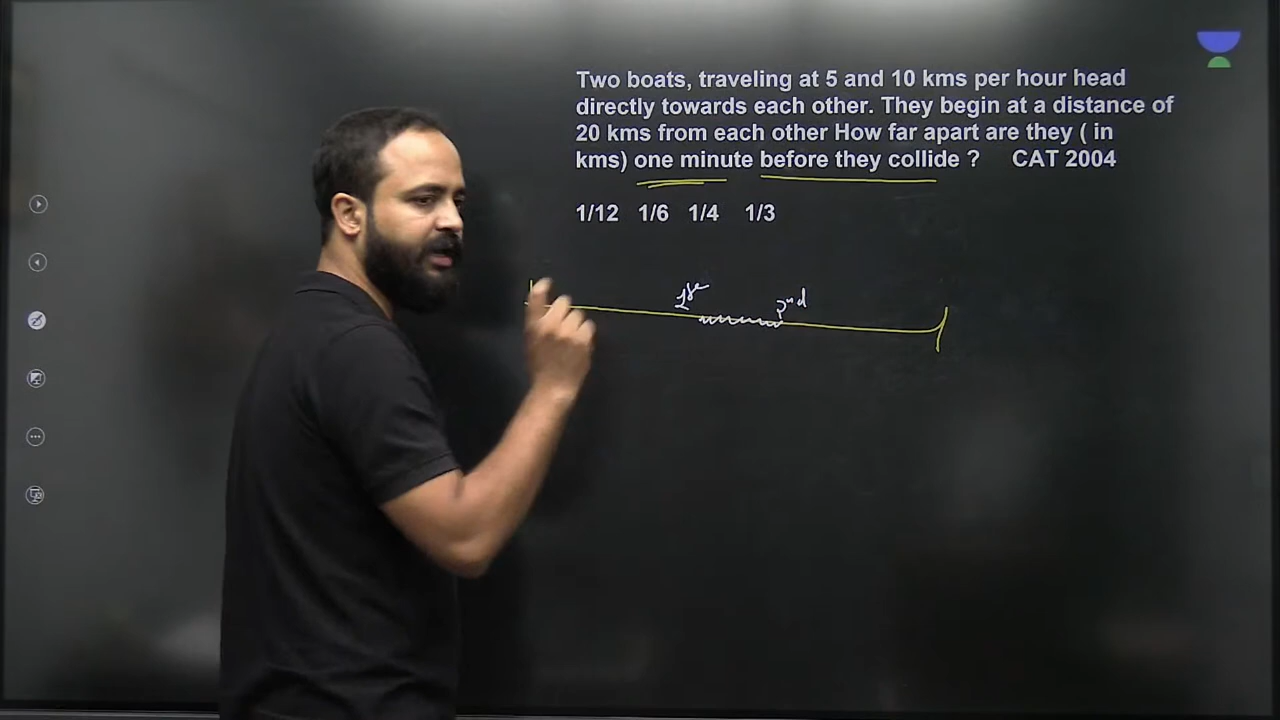 Two boats, traveling at 5 and 10 kms per hour head
directly towards each other. They begin at a distance of
20 kms from each other How far apart are they ( in
kms) one minute before they collide ? CAT 2004
1/12 1/6 1/4 1/3
2nd